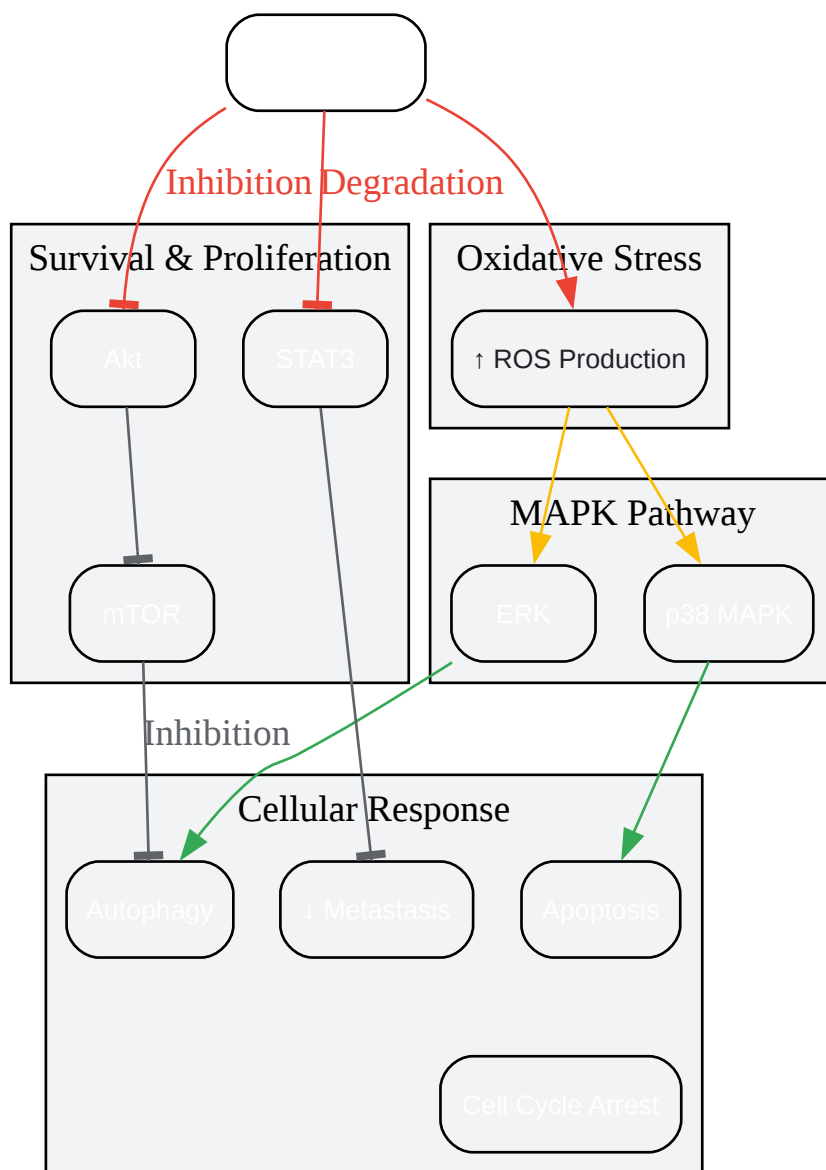 Inhibition
Degradation
Survival & Proliferation
Oxidative Stress
Akt
STAT3
↑ ROS Production
MAPK Pathway
mTOR
ERK
p38 MAPK
Inhibition
Cellular Response
Autophagy
↓ Metastasis
Apoptosis
Cell Cycle Arrest